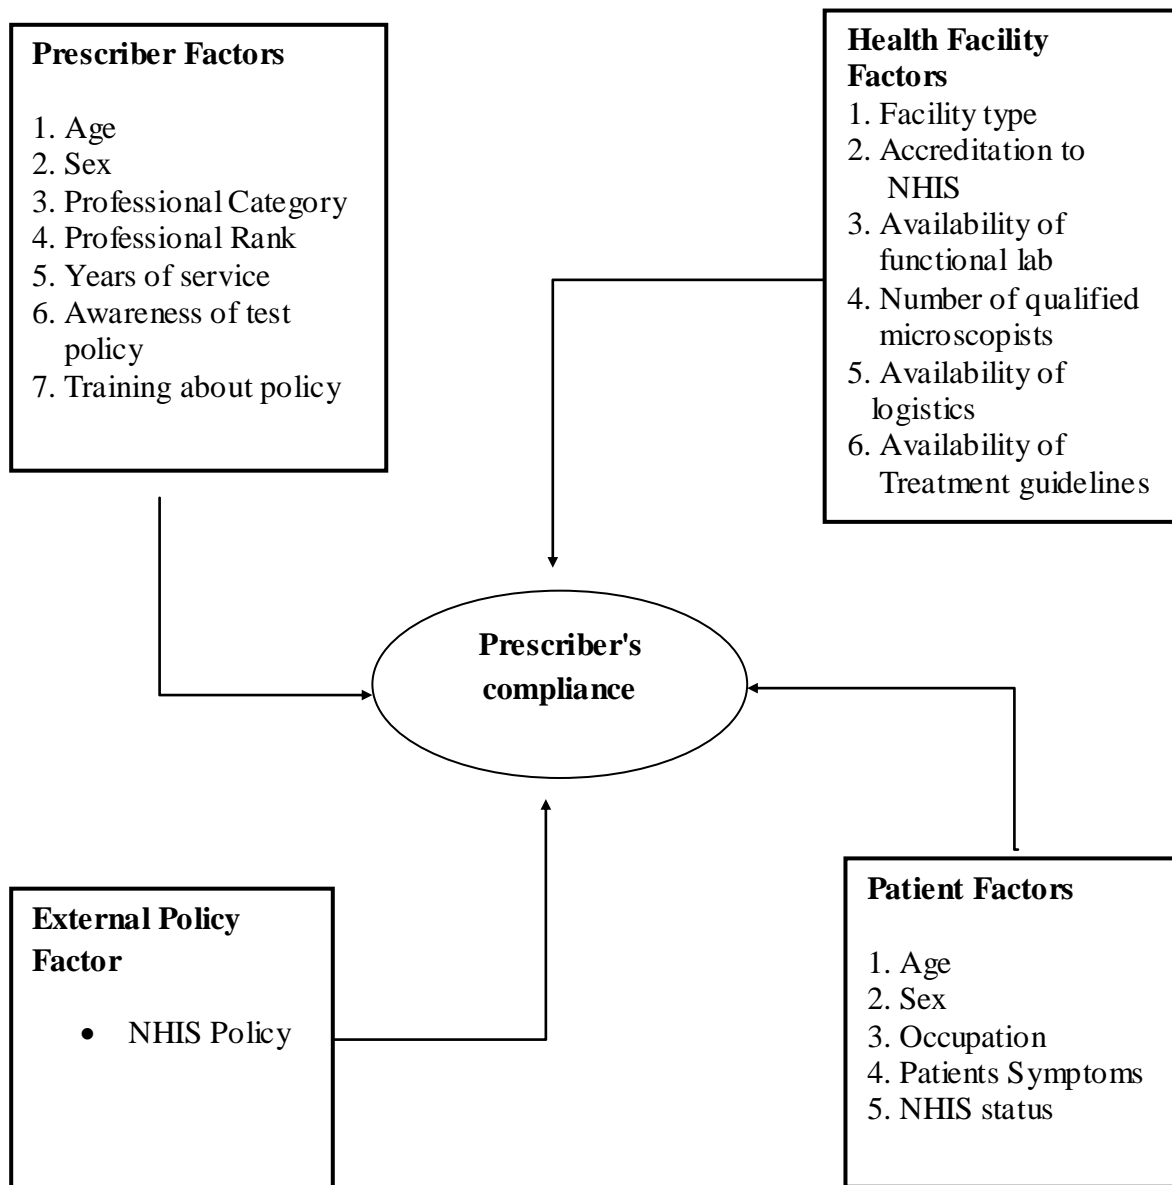 Prescriber Factors
1. Age
2. Sex
3. Professional Category
4. Professional Rank
5. Years of service
6. Awareness of test
policy
7. Training about policy
Health Facility
Factors
1. Facility type
2. Accreditation to
NHIS
3. Availability of
functional lab
4. Number of qualified
microscopists
5. Availability of
logistics
6. Availability of
Treatment guidelines
Prescriber's
compliance
External Policy
Factor
• NHIS Policy
Patient Factors
1. Age
2. Sex
3. Occupation
4. Patients Symptoms
5. NHIS status